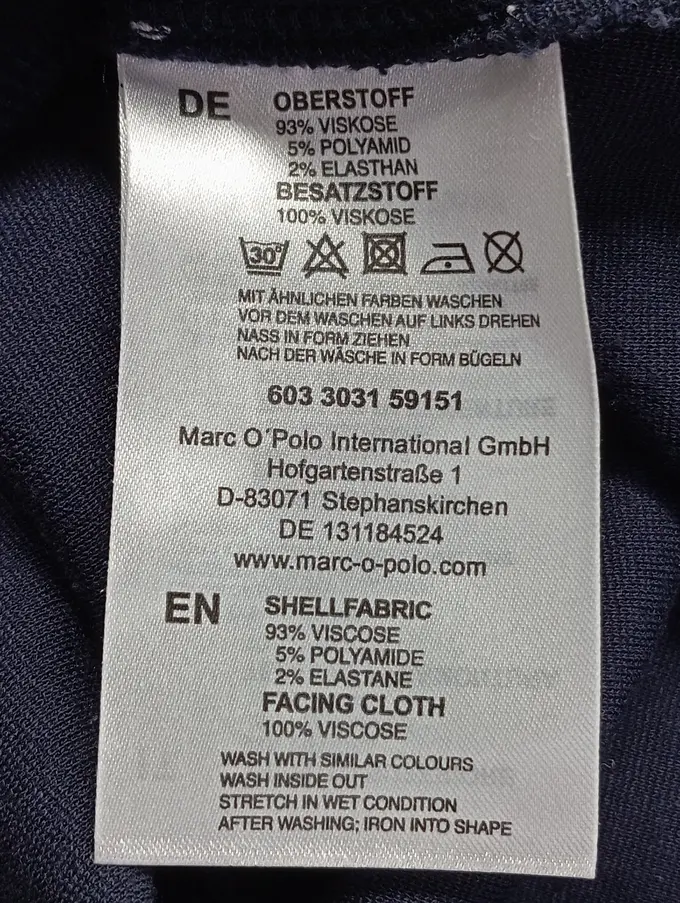 DE OBERSTOFF
93% VISKOSE
5% POLYAMID
2% ELASTHAN
BESATZSTOFF
100% VISKOSE
30°
MIT ÄHNLICHEN FARBEN WASCHEN
VOR DEM WASCHEN AUF LINKS DREHEN
NASS IN FORM ZIEHEN
NACH DER WÄSCHE IN FORM BÜGELN
603 3031 59151
Marc O´Polo International GmbH
Hofgartenstraße 1
D-83071 Stephanskirchen
DE 131184524
www.marc-o-polo.com
EN SHELLFABRIC
93% VISCOSE
5% POLYAMIDE
2% ELASTANE
FACING CLOTH
100% VISCOSE
WASH WITH SIMILAR COLOURS
WASH INSIDE OUT
STRETCH IN WET CONDITION
AFTER WASHING; IRON INTO SHAPE